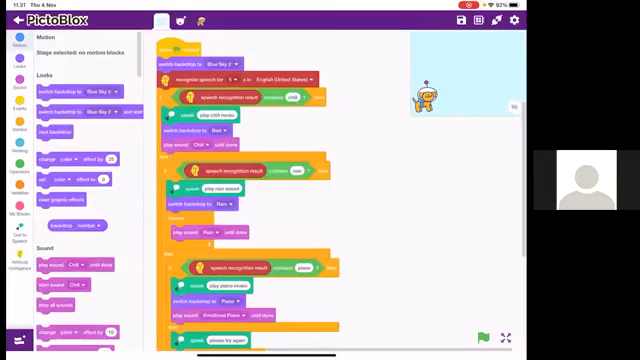 11.31 Thu 4 Nov
92%
PictoBlox
Motion
Motion
Stage selected: no motion blocks
Looks
Looks
switch backdrop to Blue Sky 2
Sound
switch backdrop to Blue Sky 2 and wait
Events
next backdrop
Control
Sensing
change color effect by 25
Operators
set color effect to 0
Variables
clear graphic effects
My Blocks
backdrop number
Text to Speech
Sound
Artificial Intelligence
play sound Chill until done
start sound Chill
stop all sounds
change pitch effect by 10
when clicked
switch backdrop to Blue Sky 2
recognize speech for 5 s in English (United States)
if speech recognition result contains chill ? then
speak play chill music
switch backdrop to Bad
play sound Chill until done
else
if speech recognition result contains rain ? then
speak play rain sound
switch backdrop to Rain
play sound Rain until done
else
if speech recognition result contains piano ? then
speak play piano music
switch backdrop to Piano
play sound Emotional Piano until done
else
speak please try again